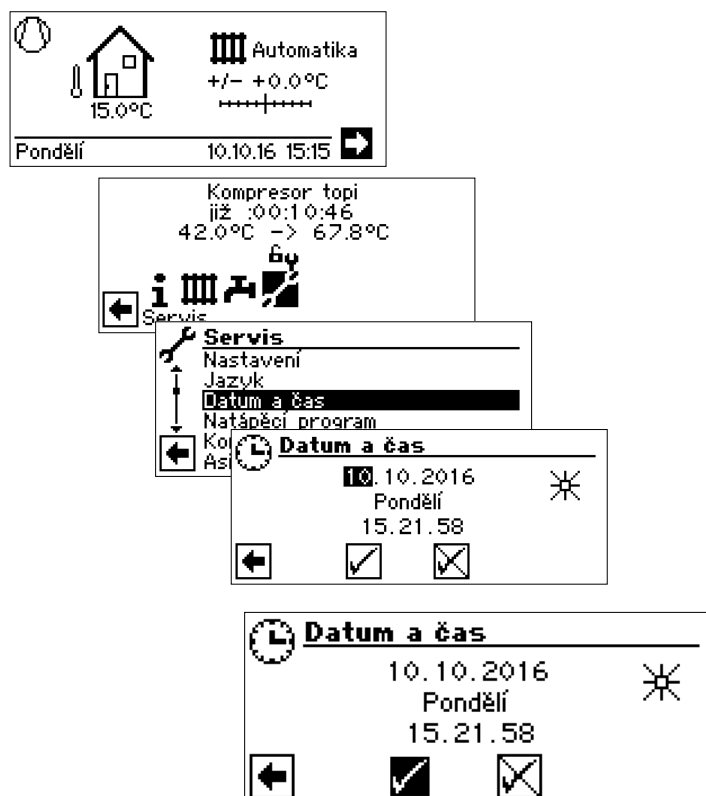 Automatika
+/- +0.0°C
15.0°C
Pondělí 10.10.16 15:15
Kompresor topi
již :00:10:46
42.0°C -> 67.8°C
Servis
Servis
Nastavení
Jazyk
Datum a čas
Natápěcí program
Datum a čas
10.10.2016
Pondělí
15.21.58
Datum a čas
10.10.2016
Pondělí
15.21.58